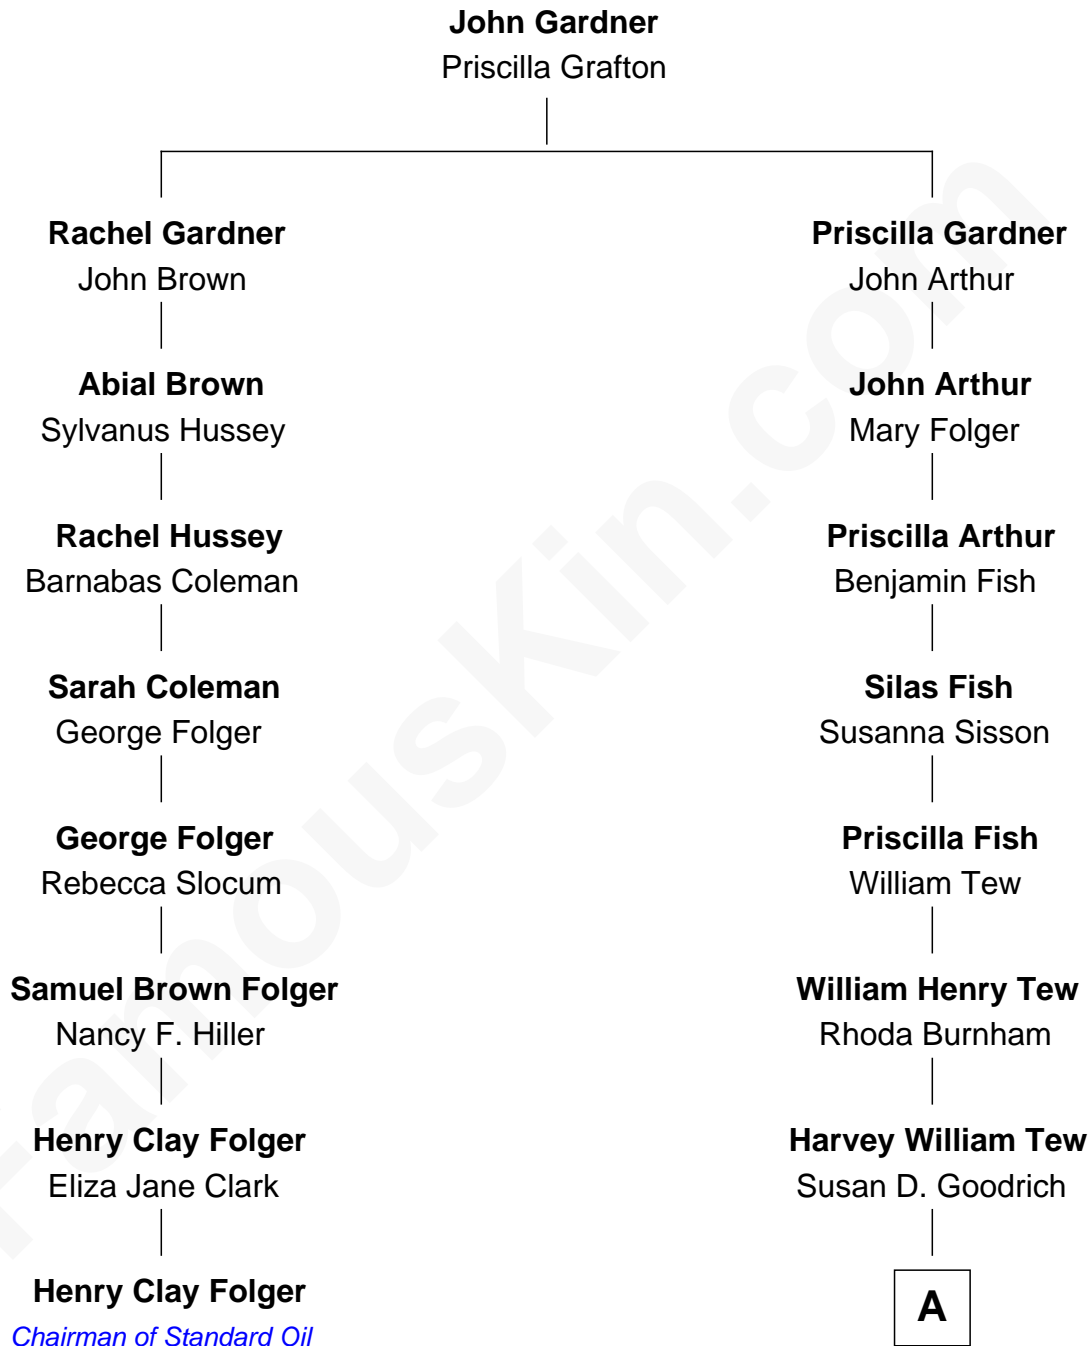 John Gardner
Priscilla Grafton
Rachel Gardner
John Brown
Priscilla Gardner
John Arthur
Abial Brown
Sylvanus Hussey
John Arthur
Mary Folger
Rachel Hussey
Barnabas Coleman
Priscilla Arthur
Benjamin Fish
Sarah Coleman
George Folger
Silas Fish
Susanna Sisson
George Folger
Rebecca Slocum
Priscilla Fish
William Tew
Samuel Brown Folger
Nancy F. Hiller
William Henry Tew
Rhoda Burnham
Henry Clay Folger
Eliza Jane Clark
Harvey William Tew
Susan D. Goodrich
Henry Clay Folger
Chairman of Standard Oil
A
FamousKin.com